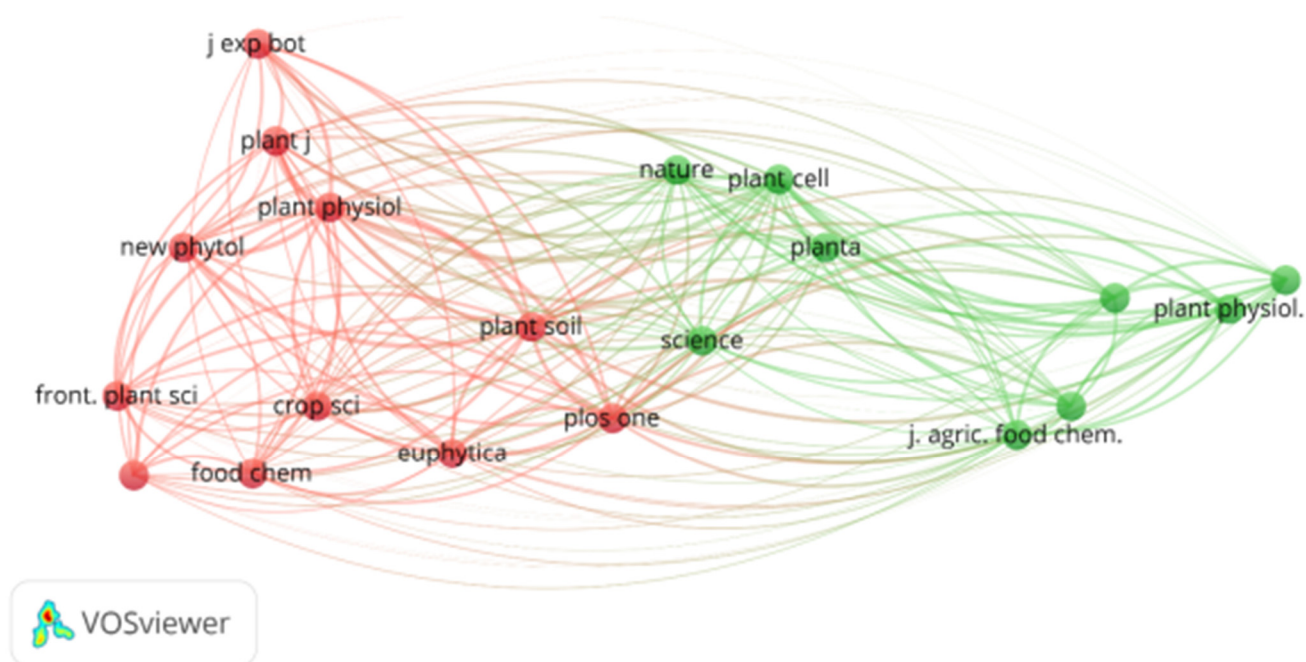 j exp bot
plant j
nature
plant cell
plant physiol
new phytol
planta
plant physiol.
plant soil
science
front. plant sci
crop sci
plos one
j. agric. food chem.
euphytica
food chem
VOSviewer